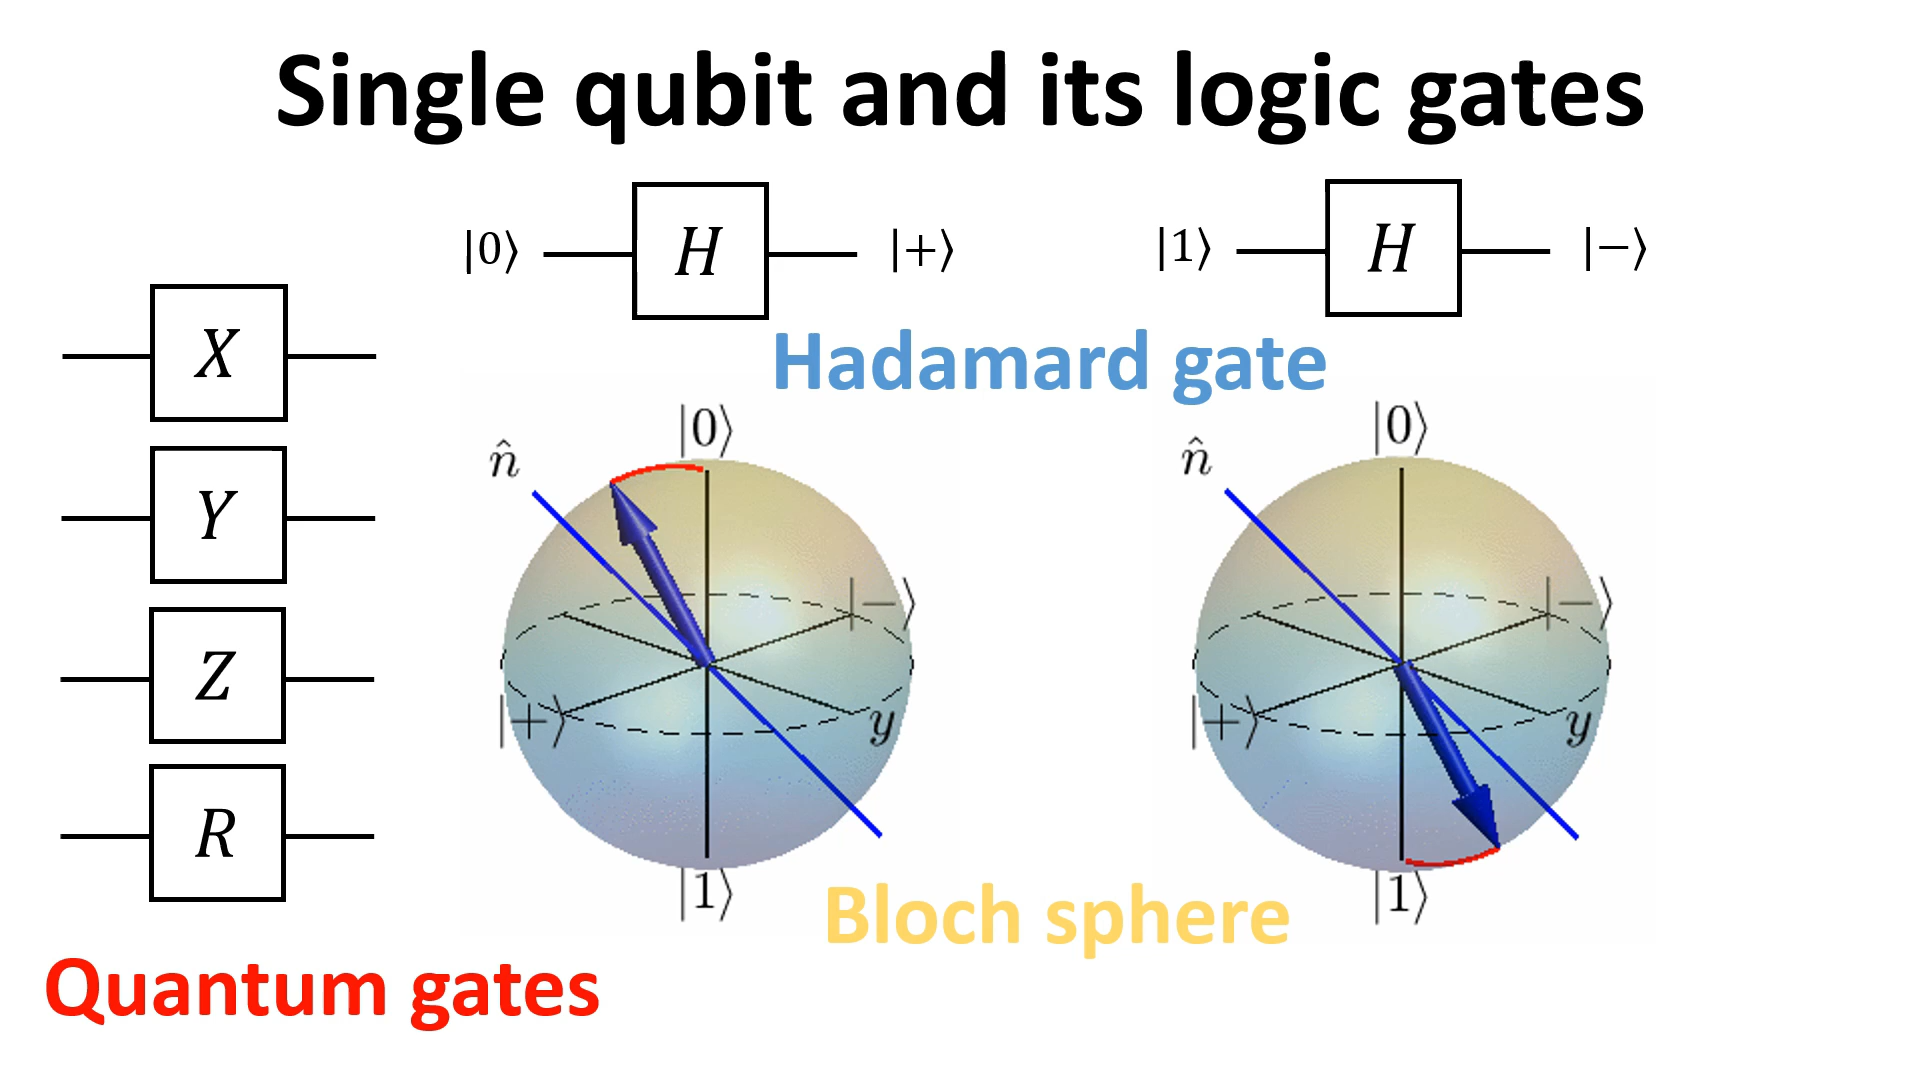 Single qubit and its logic gates
|0⟩ H |+⟩
|1⟩ H |−⟩
X
Y
Z
R
Quantum gates
Hadamard gate
|0⟩
n̂
|−⟩
|+⟩
y
|1⟩
|0⟩
n̂
|−⟩
|+⟩
y
|1⟩
Bloch sphere